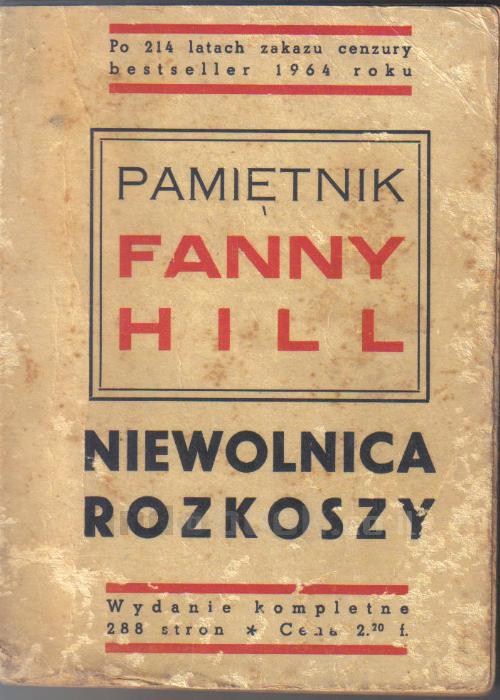 Po 214 latach zakazu cenzury
bestseller 1964 roku
PAMIĘTNIK
FANNY
HILL
NIEWOLNICA
ROZKOSZY
Wydanie kompletne
288 stron * Cena 2.20 f.